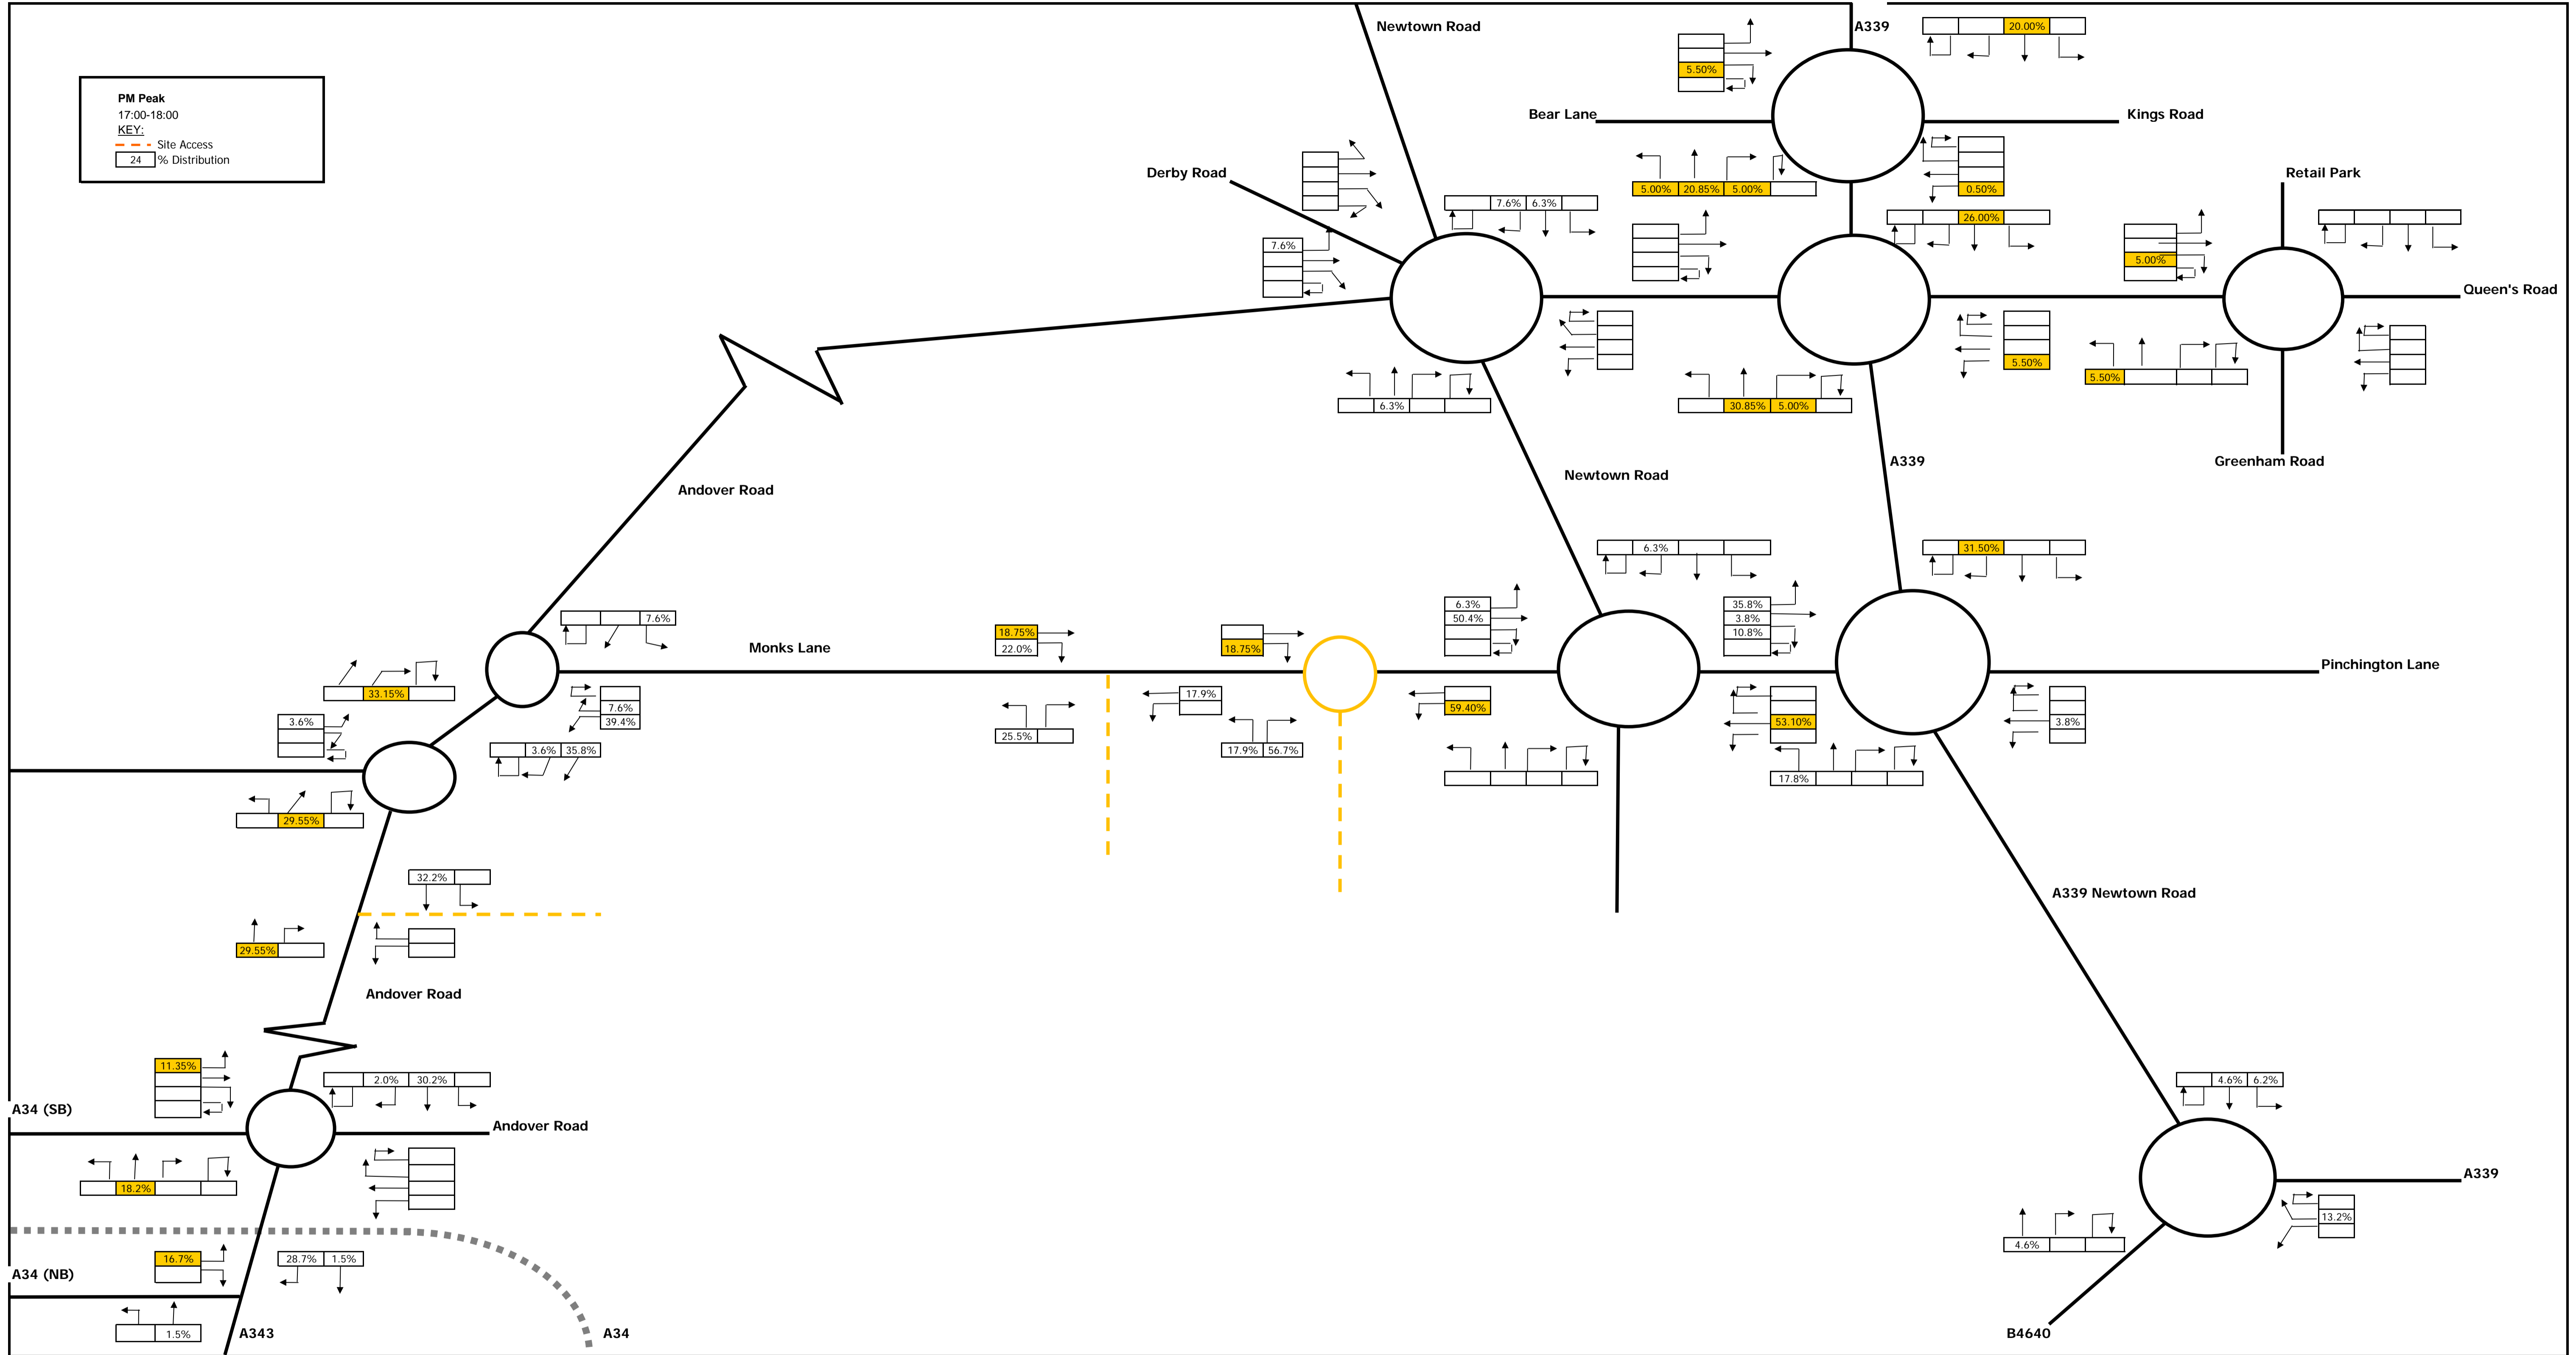 Newtown Road
A339
20.00%
5.50%
PM Peak
17:00-18:00
KEY:
Site Access
24 % Distribution
Bear Lane
Kings Road
Derby Road
5.00% 20.85% 5.00%
0.50%
Retail Park
7.6% 6.3%
26.00%
7.6%
5.00%
Queen's Road
5.50%
5.50%
6.3%
30.85% 5.00%
A339
Greenham Road
Newtown Road
Andover Road
6.3%
31.50%
7.6%
18.75%
22.0%
18.75%
6.3%
50.4%
35.8%
3.8%
10.8%
Monks Lane
Pinchington Lane
33.15%
7.6%
39.4%
17.9%
59.40%
53.10%
3.8%
3.6%
3.6% 35.8%
25.5%
17.9% 56.7%
17.8%
29.55%
32.2%
A339 Newtown Road
29.55%
Andover Road
11.35%
2.0% 30.2%
4.6% 6.2%
A34 (SB)
Andover Road
18.2%
A339
13.2%
4.6%
16.7%
28.7% 1.5%
A34 (NB)
1.5%
A343
A34
B4640